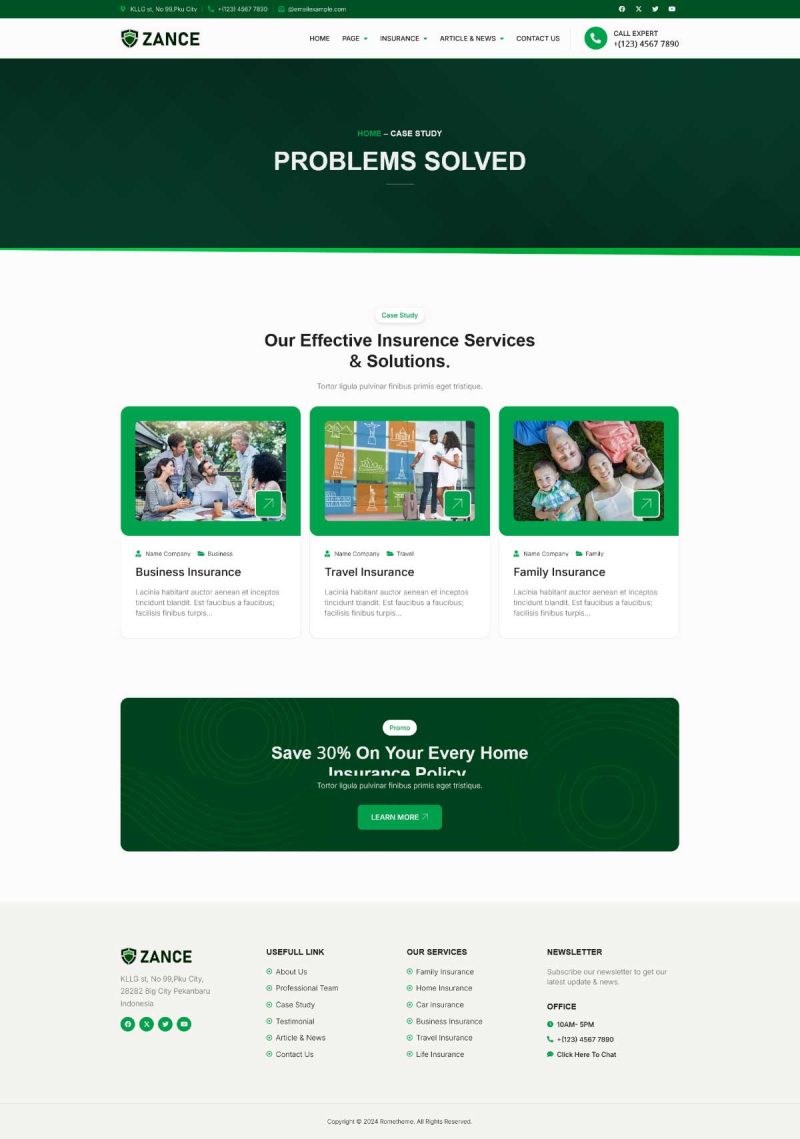 KLLG st, No 99,Pku City
+(123) 4567 7890
@emailexample.com
ZANCE
HOME
PAGE
INSURANCE
ARTICLE & NEWS
CONTACT US
CALL EXPERT
+(123) 4567 7890
HOME – CASE STUDY
PROBLEMS SOLVED
Case Study
Our Effective Insurence Services
& Solutions.
Tortor ligula pulvinar finibus primis eget tristique.
Name Company
Business
Business Insurance
Lacinia habitant auctor aenean et inceptos
tincidunt blandit. Est faucibus a faucibus;
facilisis finibus turpis...
Name Company
Travel
Travel Insurance
Lacinia habitant auctor aenean et inceptos
tincidunt blandit. Est faucibus a faucibus;
facilisis finibus turpis...
Name Company
Family
Family Insurance
Lacinia habitant auctor aenean et inceptos
tincidunt blandit. Est faucibus a faucibus;
facilisis finibus turpis...
Promo
Save 30% On Your Every Home
Insurance Policy
Tortor ligula pulvinar finibus primis eget tristique.
LEARN MORE
ZANCE
KLLG st, No 99,Pku City,
28282 Big City Pekanbaru
Indonesia
USEFULL LINK
About Us
Professional Team
Case Study
Testimonial
Article & News
Contact Us
OUR SERVICES
Family Insurance
Home Insurance
Car insurance
Business Insurance
Travel Insurance
Life Insurance
NEWSLETTER
Subscribe our newsletter to get our
latest update & news.
OFFICE
10AM- 5PM
+(123) 4567 7890
Click Here To Chat
Copyright © 2024 Rometheme. All Rights Reserved.